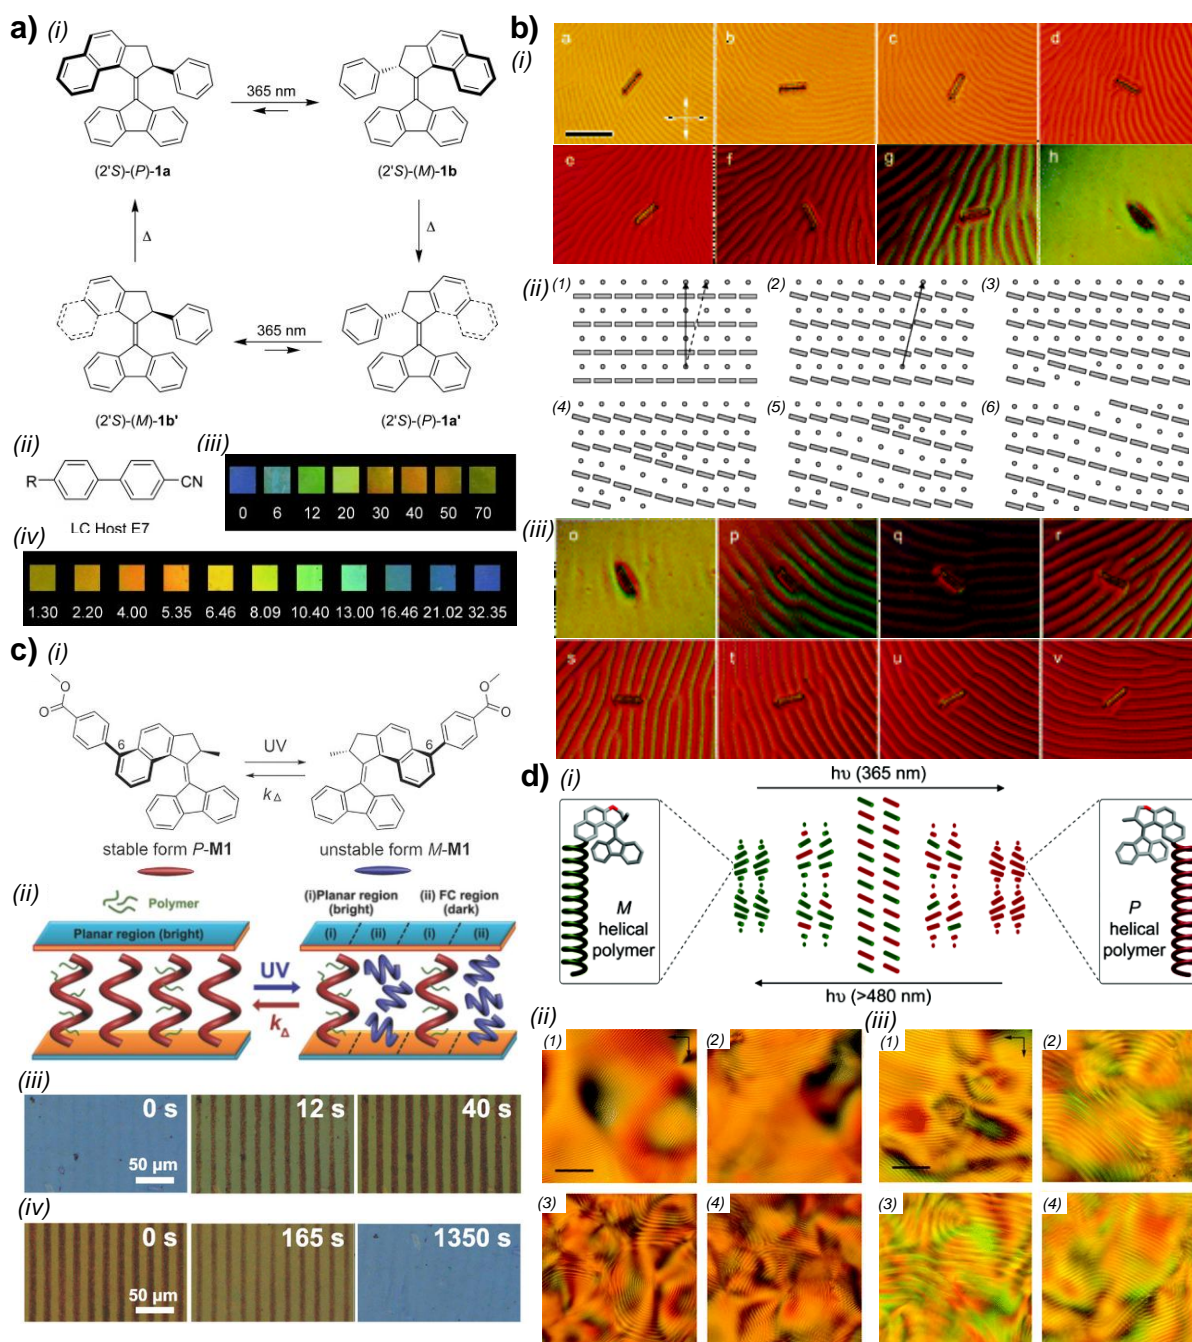 a) (i)
365 nm
(2'S)-(P)-1a
(2'S)-(M)-1b
Δ
Δ
365 nm
(2'S)-(M)-1b'
(2'S)-(P)-1a'
(ii)
R
CN
LC Host E7
(iii)
0 6 12 20 30 40 50 70
(iv)
1.30 2.20 4.00 5.35 6.46 8.09 10.40 13.00 16.46 21.02 32.35
b)
(i)
a b c d
e f g h
(ii)
(1) (2) (3)
(4) (5) (6)
(iii)
o p q r
s t u v
c) (i)
O
O
6
UV
kΔ
O
O
6
stable form P-M1
unstable form M-M1
(ii)
Polymer
(i)Planar region (bright)
(ii) FC region (dark)
Planar region (bright)
(i) (ii) (i) (ii)
UV
kΔ
(iii)
0 s 12 s 40 s
50 µm
(iv)
0 s 165 s 1350 s
50 µm
d) (i)
hυ (365 nm)
M
helical
polymer
P
helical
polymer
hυ (>480 nm)
(ii)
(1) (2)
(3) (4)
(iii)
(1) (2)
(3) (4)